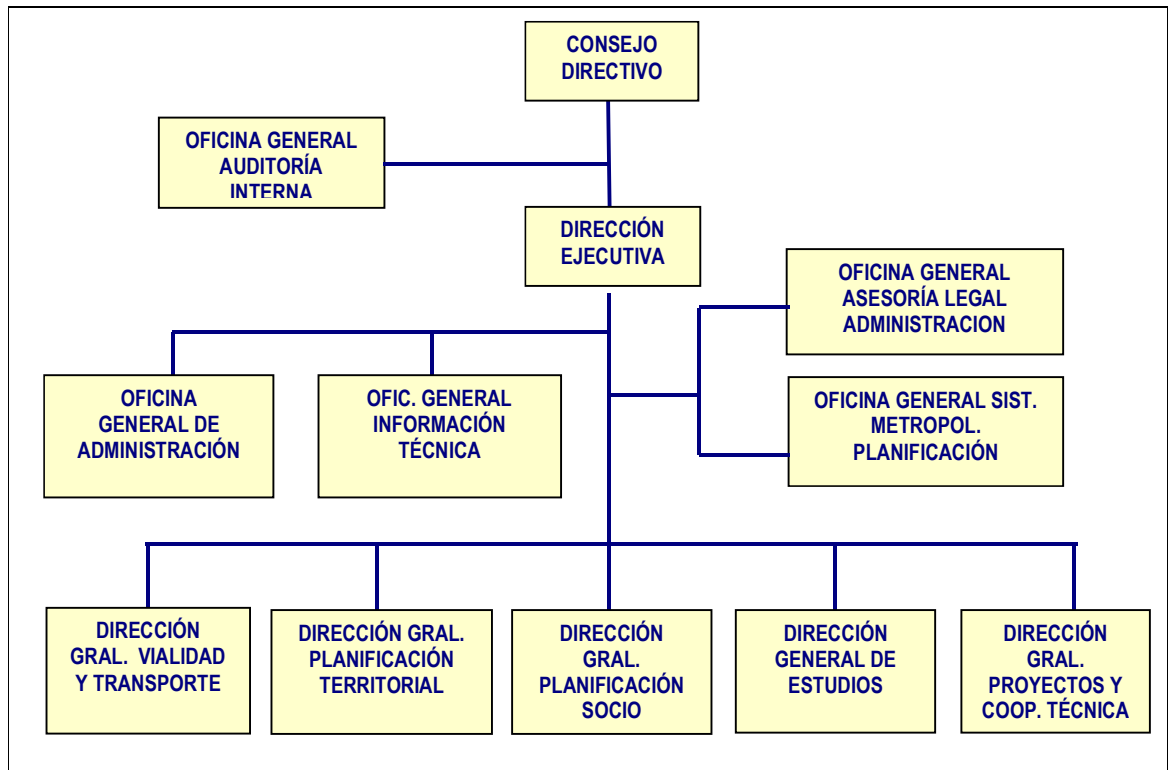 CONSEJO
DIRECTIVO
OFICINA GENERAL
AUDITORÍA
INTERNA
DIRECCIÓN
EJECUTIVA
OFICINA GENERAL
ASESORÍA LEGAL
ADMINISTRACION
OFICINA
GENERAL DE
ADMINISTRACIÓN
OFIC. GENERAL
INFORMACIÓN
TÉCNICA
OFICINA GENERAL SIST.
METROPOL.
PLANIFICACIÓN
DIRECCIÓN
GRAL. VIALIDAD
Y TRANSPORTE
DIRECCIÓN GRAL.
PLANIFICACIÓN
TERRITORIAL
DIRECCIÓN
GRAL.
PLANIFICACIÓN
SOCIO
DIRECCIÓN
GENERAL DE
ESTUDIOS
DIRECCIÓN
GRAL.
PROYECTOS Y
COOP. TÉCNICA